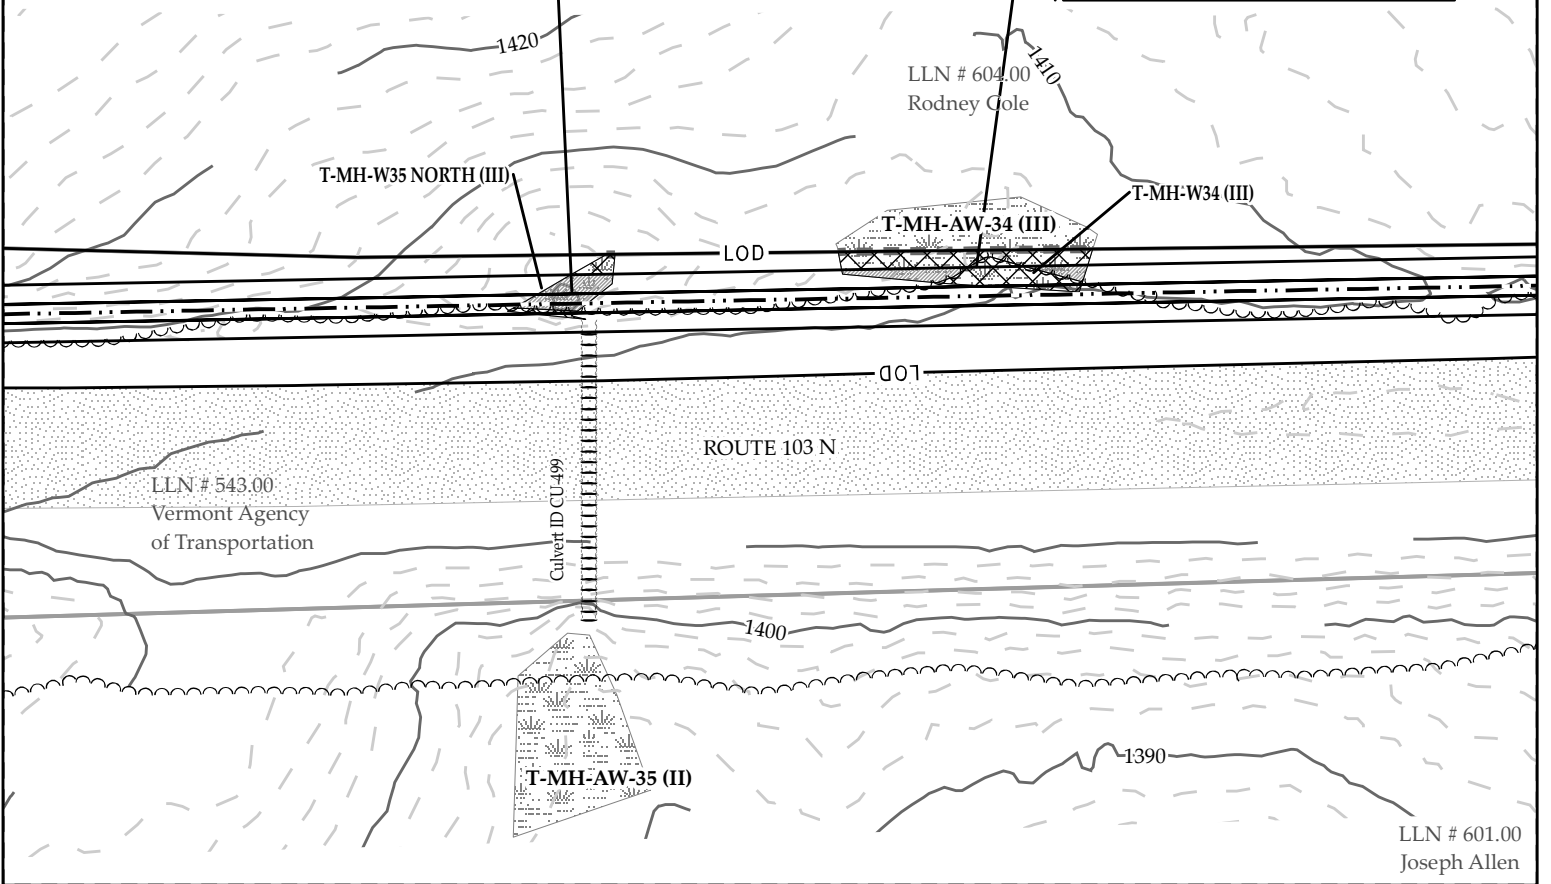 1420
LLN # 604.00
Rodney Cole
1410
T-MH-W35 NORTH (III)
T-MH-W34 (III)
T-MH-AW-34 (III)
LOD
LOD
ROUTE 103 N
Culvert ID CU 499
LLN # 543.00
Vermont Agency
of Transportation
1400
1390
T-MH-AW-35 (II)
LLN # 601.00
Joseph Allen